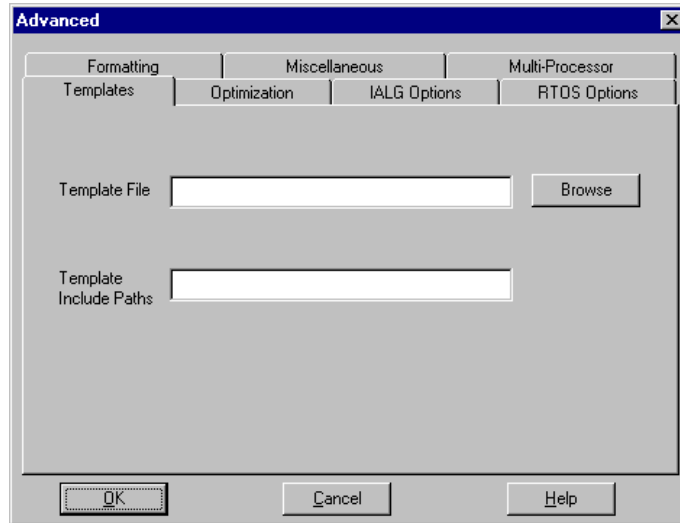 Advanced
Formatting Miscellaneous Multi-Processor
Templates Optimization IALG Options RTOS Options
Template File Browse
Template
Include Paths
OK Cancel Help